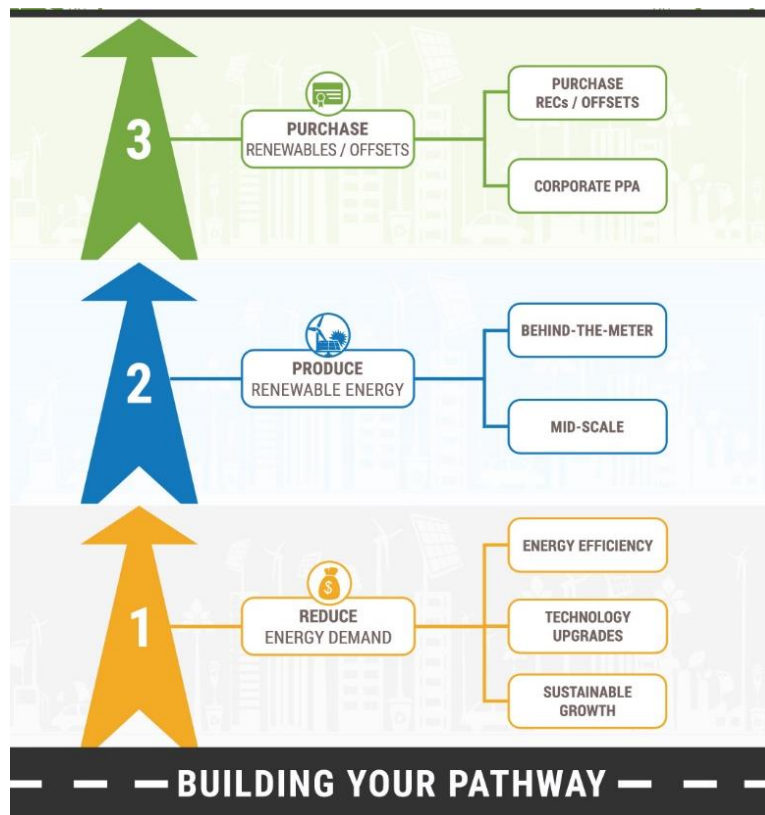 3
PURCHASE
RENEWABLES / OFFSETS
PURCHASE
RECs / OFFSETS
CORPORATE PPA
2
PRODUCE
RENEWABLE ENERGY
BEHIND-THE-METER
MID-SCALE
1
$
REDUCE
ENERGY DEMAND
ENERGY EFFICIENCY
TECHNOLOGY
UPGRADES
SUSTAINABLE
GROWTH
BUILDING YOUR PATHWAY